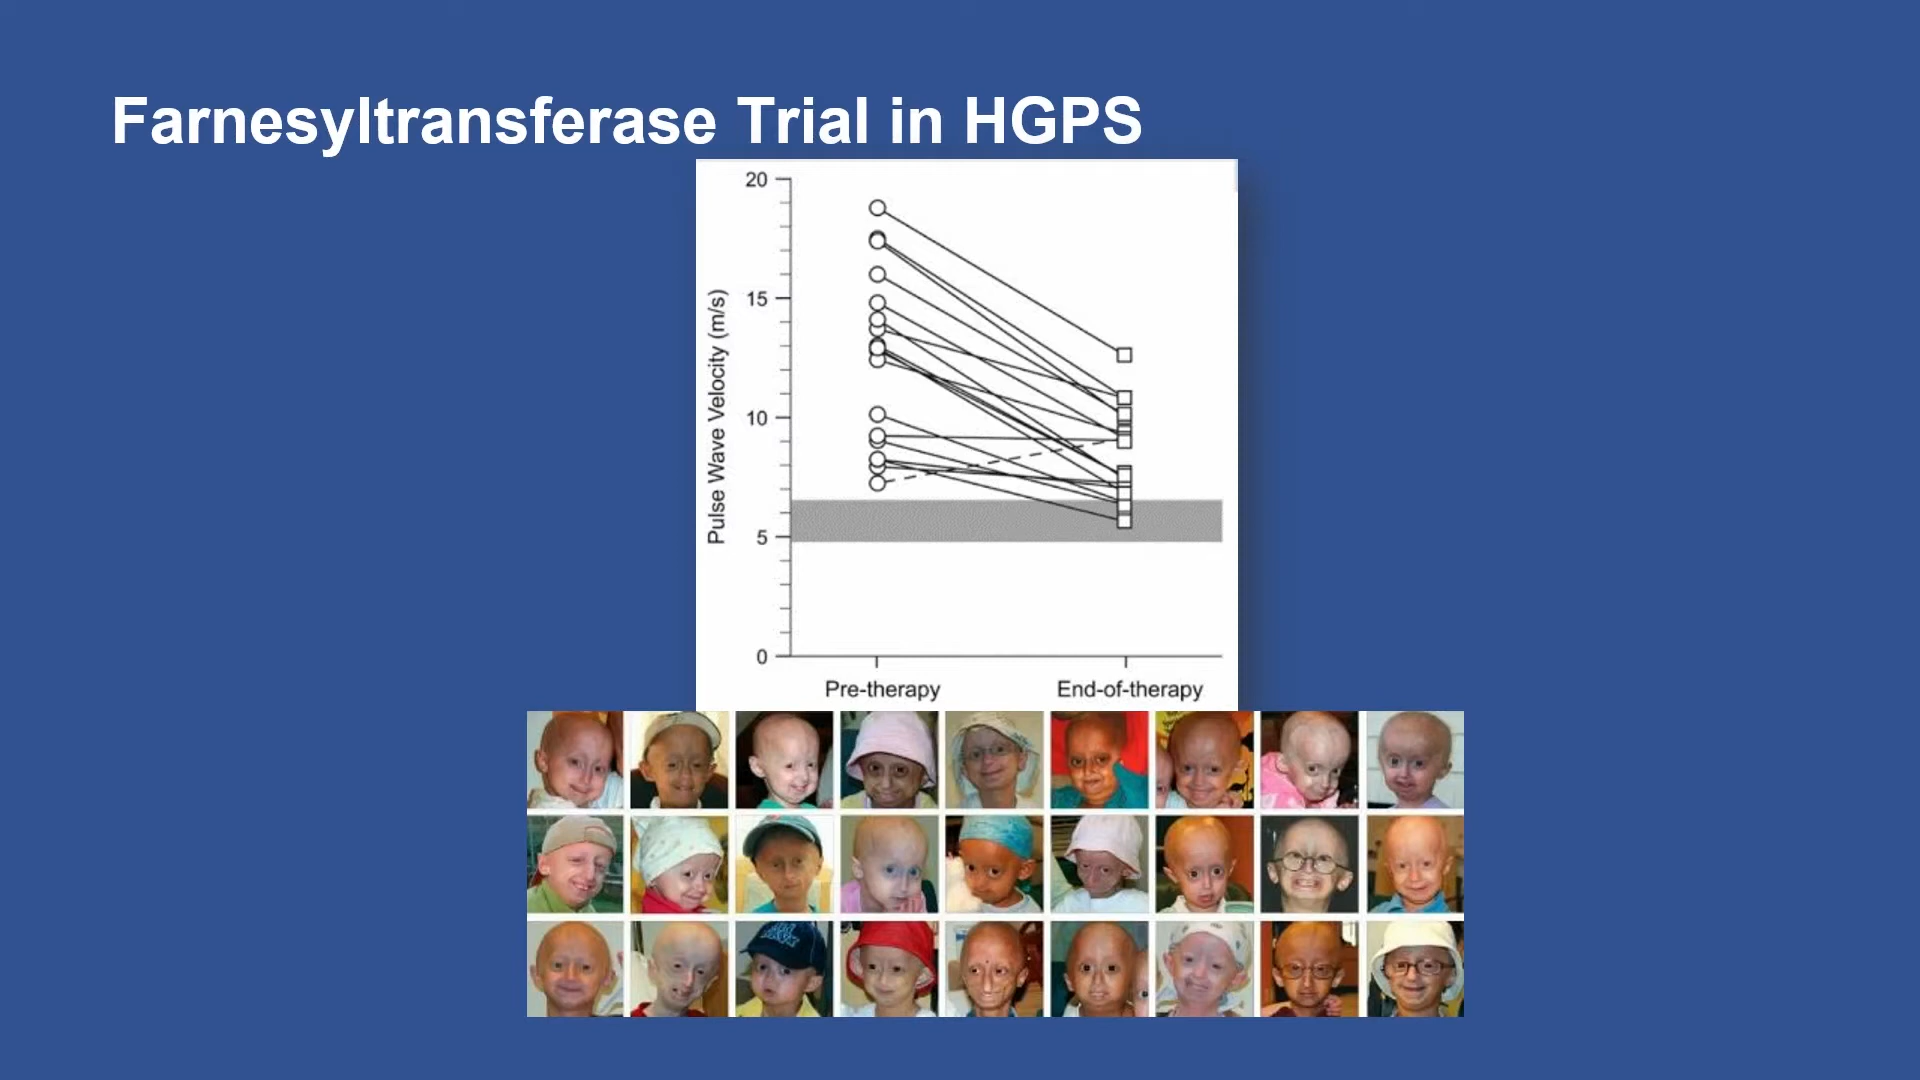 Farnesyltransferase Trial in HGPS
20
15
10
5
0
Pulse Wave Velocity (m/s)
Pre-therapy
End-of-therapy